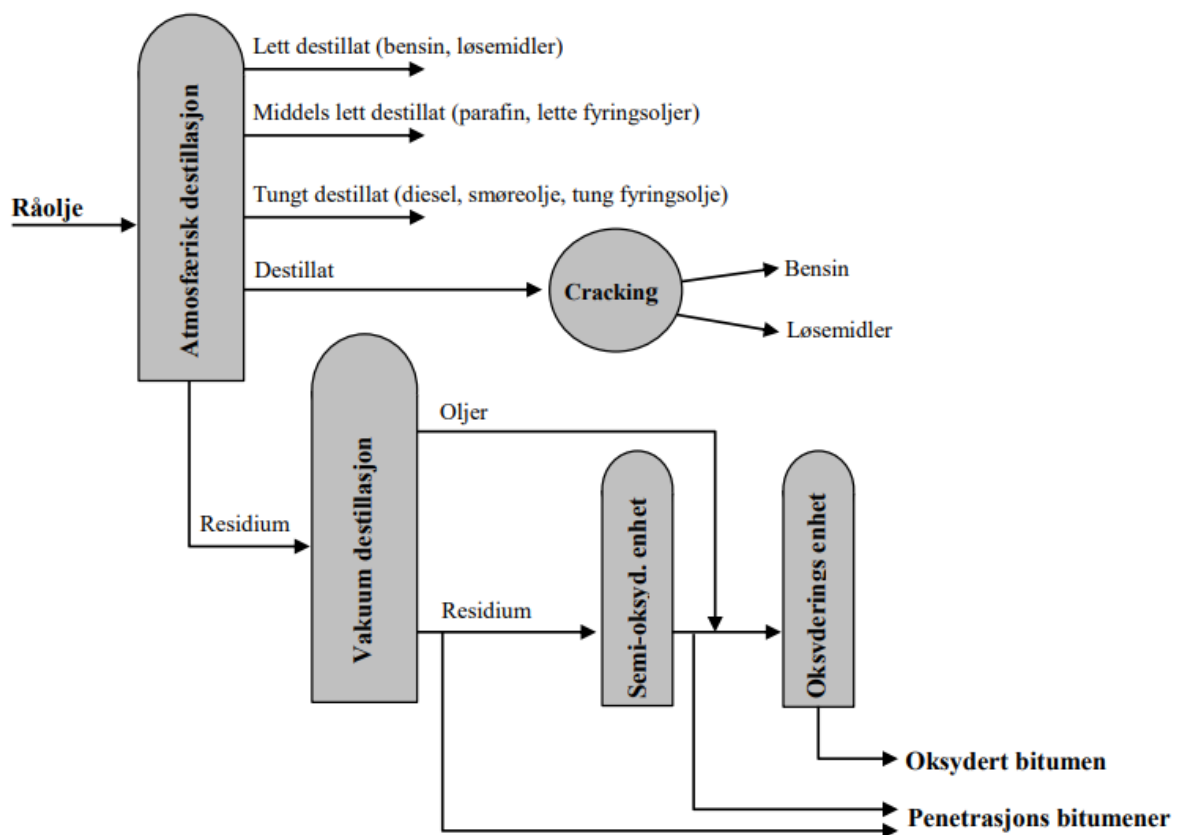 Lett destillat (bensin, løsemidler)
Middels lett destillat (parafin, lette fyringsoljer)
Tungt destillat (diesel, smøreolje, tung fyringsolje)
Råolje
Atmosfærisk destillasjon
Destillat
Cracking
Bensin
Løsemidler
Oljer
Residium
Vakuum destillasjon
Residium
Semi-oksyd. enhet
Oksyderings enhet
Oksydert bitumen
Penetrasjons bitumener